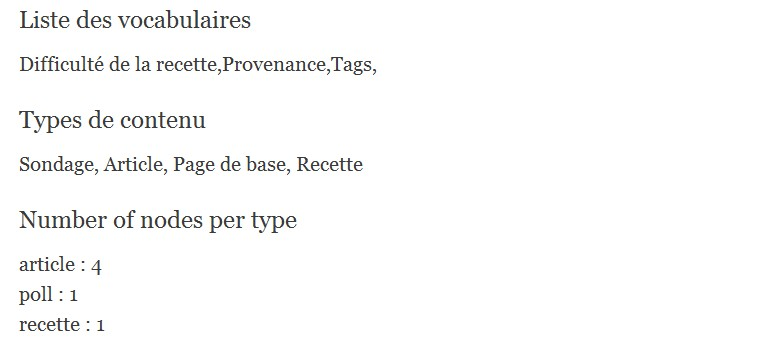 Liste des vocabulaires
Difficulté de la recette,Provenance,Tags,
Types de contenu
Sondage, Article, Page de base, Recette
Number of nodes per type
article : 4
poll : 1
recette : 1